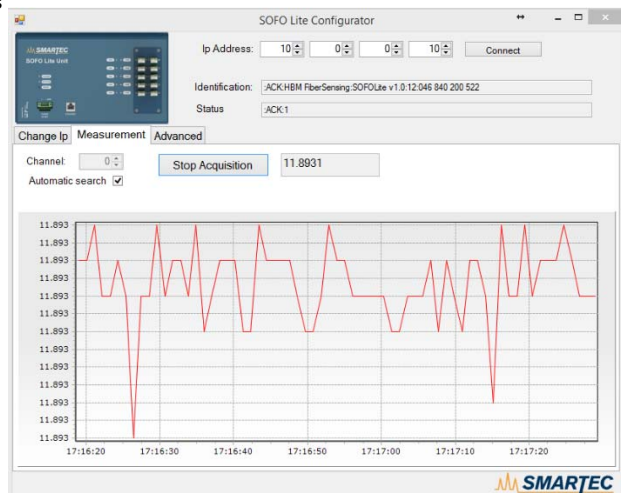 s
SOFO Lite Configurator
SMARTEC
SOFO Lite Unit
Ip Address: 10 0 0 10 Connect
Identification: :ACK:HBM FiberSensing:SOFOLite v1.0:12:046 840 200 522
Status :ACK:1
Change Ip Measurement Advanced
Channel: 0 Stop Acquisition 11.8931
Automatic search
11.893
11.893
11.893
11.893
11.893
11.893
11.893
11.893
11.893
11.893
11.893
11.893
11.893
17:16:20 17:16:30 17:16:40 17:16:50 17:17:00 17:17:10 17:17:20
SMARTEC